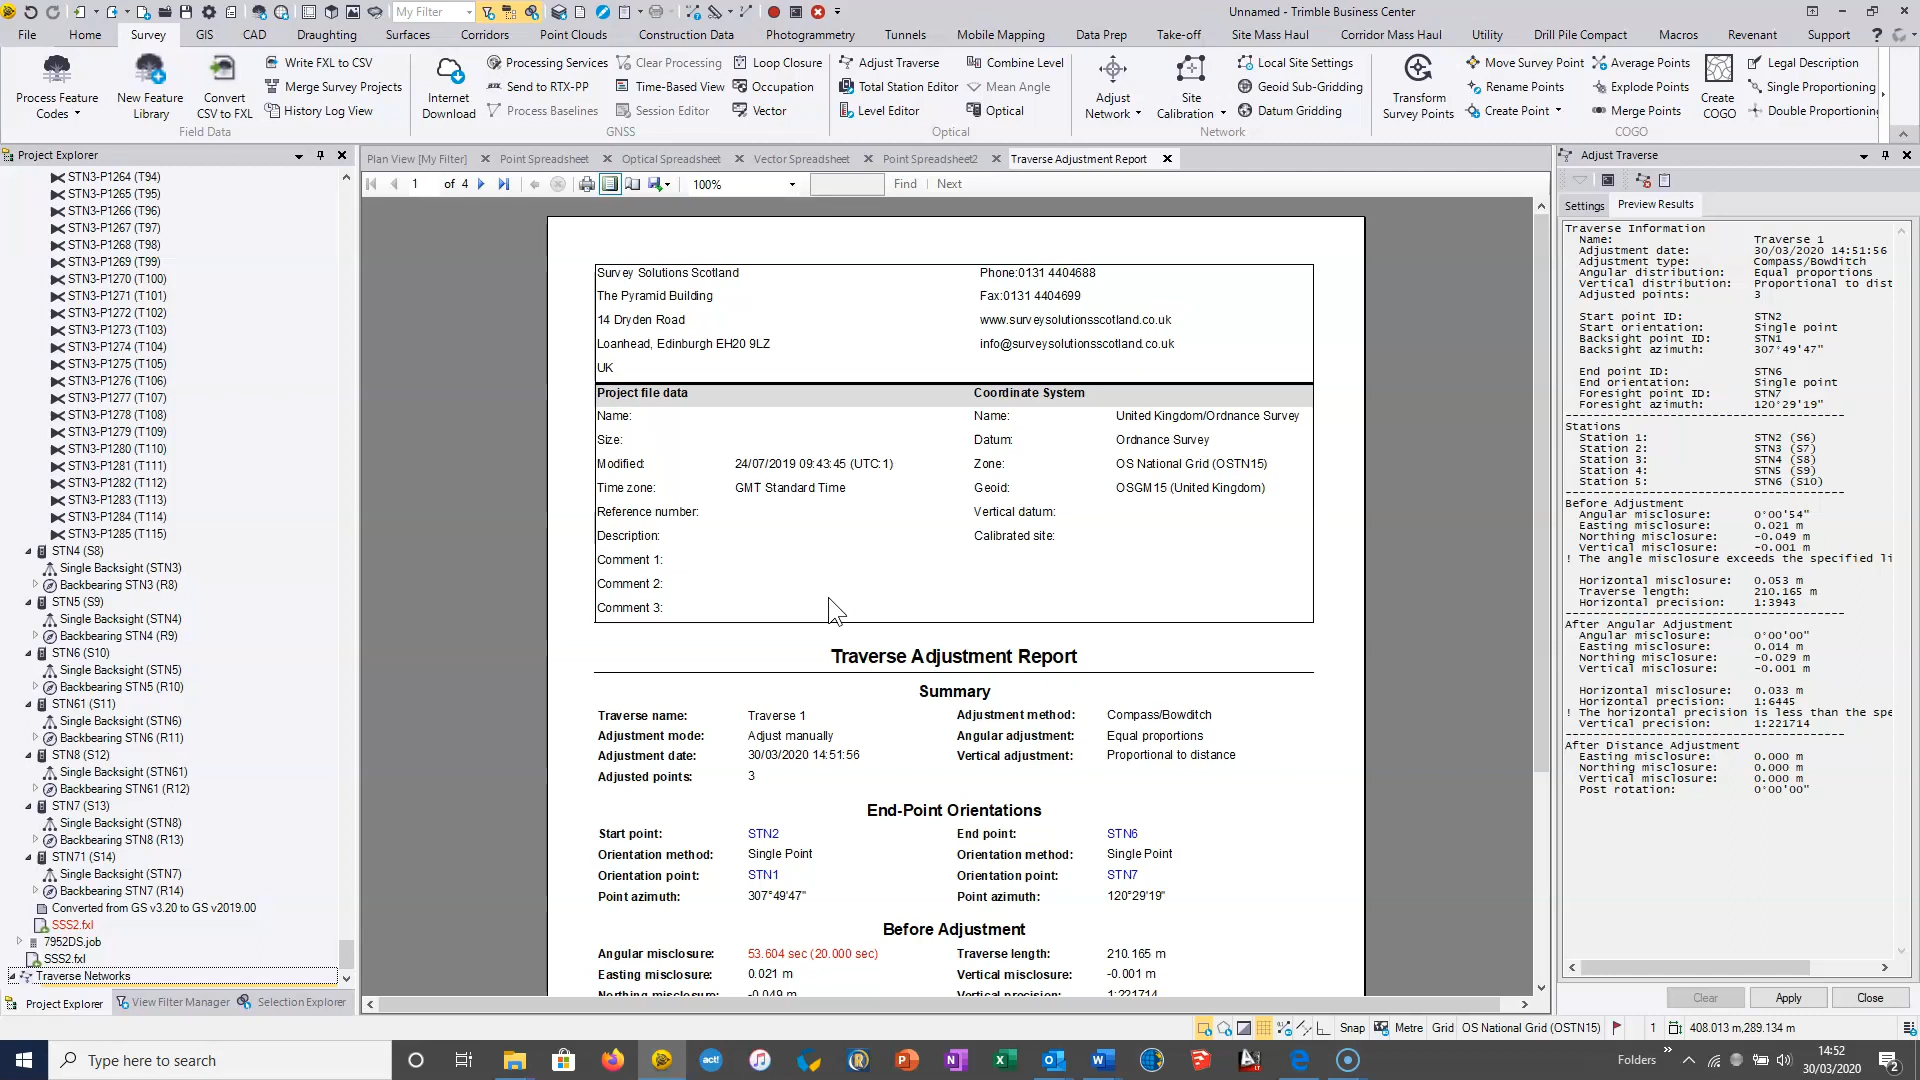 My Filter
Unnamed - Trimble Business Center
File Home Survey GIS CAD Draughting Surfaces Corridors Point Clouds Construction Data Photogrammetry Tunnels Mobile Mapping Data Prep Take-off Site Mass Haul Corridor Mass Haul Utility Drill Pile Compact Macros Revenant Support
Process Feature Codes
New Feature Library
Convert CSV to FXL
Write FXL to CSV
Merge Survey Projects
History Log View
Field Data
Internet Download
Processing Services
Send to RTX-PP
Process Baselines
Clear Processing
Time-Based View
Session Editor
Loop Closure
Occupation
Vector
GNSS
Adjust Traverse
Total Station Editor
Level Editor
Combine Level
Mean Angle
Optical
Optical
Adjust Network
Site Calibration
Local Site Settings
Geoid Sub-Gridding
Datum Gridding
Network
Transform Survey Points
Move Survey Point
Rename Points
Create Point
Average Points
Explode Points
Merge Points
Create COGO
Legal Description
Single Proportioning
Double Proportioning
COGO
Project Explorer
STN3-P1264 (T94)
STN3-P1265 (T95)
STN3-P1266 (T96)
STN3-P1267 (T97)
STN3-P1268 (T98)
STN3-P1269 (T99)
STN3-P1270 (T100)
STN3-P1271 (T101)
STN3-P1272 (T102)
STN3-P1273 (T103)
STN3-P1274 (T104)
STN3-P1275 (T105)
STN3-P1276 (T106)
STN3-P1277 (T107)
STN3-P1278 (T108)
STN3-P1279 (T109)
STN3-P1280 (T110)
STN3-P1281 (T111)
STN3-P1282 (T112)
STN3-P1283 (T113)
STN3-P1284 (T114)
STN3-P1285 (T115)
STN4 (S8)
Single Backsight (STN3)
Backbearing STN3 (R8)
STN5 (S9)
Single Backsight (STN4)
Backbearing STN4 (R9)
STN6 (S10)
Single Backsight (STN5)
Backbearing STN5 (R10)
STN61 (S11)
Single Backsight (STN6)
Backbearing STN6 (R11)
STN8 (S12)
Single Backsight (STN61)
Backbearing STN61 (R12)
STN7 (S13)
Single Backsight (STN8)
Backbearing STN8 (R13)
STN71 (S14)
Single Backsight (STN7)
Backbearing STN7 (R14)
Converted from GS v3.20 to GS v2019.00
SSS2.fxl
7952DS.job
SSS2.fxl
Traverse Networks
Project Explorer View Filter Manager Selection Explorer
Plan View [My Filter] Point Spreadsheet Optical Spreadsheet Vector Spreadsheet Point Spreadsheet2 Traverse Adjustment Report
1 of 4 100% Find Next
Survey Solutions Scotland Phone:0131 4404688
The Pyramid Building Fax:0131 4404699
14 Dryden Road www.surveysolutionsscotland.co.uk
Loanhead, Edinburgh EH20 9LZ info@surveysolutionsscotland.co.uk
UK
Project file data Coordinate System
Name: Name: United Kingdom/Ordnance Survey
Size: Datum: Ordnance Survey
Modified: 24/07/2019 09:43:45 (UTC:1) Zone: OS National Grid (OSTN15)
Time zone: GMT Standard Time Geoid: OSGM15 (United Kingdom)
Reference number: Vertical datum:
Description: Calibrated site:
Comment 1:
Comment 2:
Comment 3:
Traverse Adjustment Report
Summary
Traverse name: Traverse 1 Adjustment method: Compass/Bowditch
Adjustment mode: Adjust manually Angular adjustment: Equal proportions
Adjustment date: 30/03/2020 14:51:56 Vertical adjustment: Proportional to distance
Adjusted points: 3
End-Point Orientations
Start point: STN2 End point: STN6
Orientation method: Single Point Orientation method: Single Point
Orientation point: STN1 Orientation point: STN7
Point azimuth: 307°49'47" Point azimuth: 120°29'19"
Before Adjustment
Angular misclosure: 53.604 sec (20.000 sec) Traverse length: 210.165 m
Easting misclosure: 0.021 m Vertical misclosure: -0.001 m
Northing misclosure: -0.049 m Vertical precision: 1:221714
Adjust Traverse
Settings Preview Results
Traverse Information
Name: Traverse 1
Adjustment date: 30/03/2020 14:51:56
Adjustment type: Compass/Bowditch
Angular distribution: Equal proportions
Vertical distribution: Proportional to dist
Adjusted points: 3
Start point ID: STN2
Start orientation: Single point
Backsight point ID: STN1
Backsight azimuth: 307°49'47"
End point ID: STN6
End orientation: Single point
Foresight point ID: STN7
Foresight azimuth: 120°29'19"
Stations
Station 1: STN2 (S6)
Station 2: STN3 (S7)
Station 3: STN4 (S8)
Station 4: STN5 (S9)
Station 5: STN6 (S10)
Before Adjustment
Angular misclosure: 0°00'54"
Easting misclosure: 0.021 m
Northing misclosure: -0.049 m
Vertical misclosure: -0.001 m
! The angle misclosure exceeds the specified li
Horizontal misclosure: 0.053 m
Traverse length: 210.165 m
Horizontal precision: 1:3943
After Angular Adjustment
Angular misclosure: 0°00'00"
Easting misclosure: 0.014 m
Northing misclosure: -0.029 m
Vertical misclosure: -0.001 m
Horizontal misclosure: 0.033 m
Horizontal precision: 1:6445
! The horizontal precision is less than the spe
Vertical precision: 1:221714
After Distance Adjustment
Easting misclosure: 0.000 m
Northing misclosure: 0.000 m
Vertical misclosure: 0.000 m
Post rotation: 0°00'00"
Clear Apply Close
Snap Metre Grid OS National Grid (OSTN15) 1 408.013 m,289.134 m
Type here to search
act!
Folders
14:52
30/03/2020
2